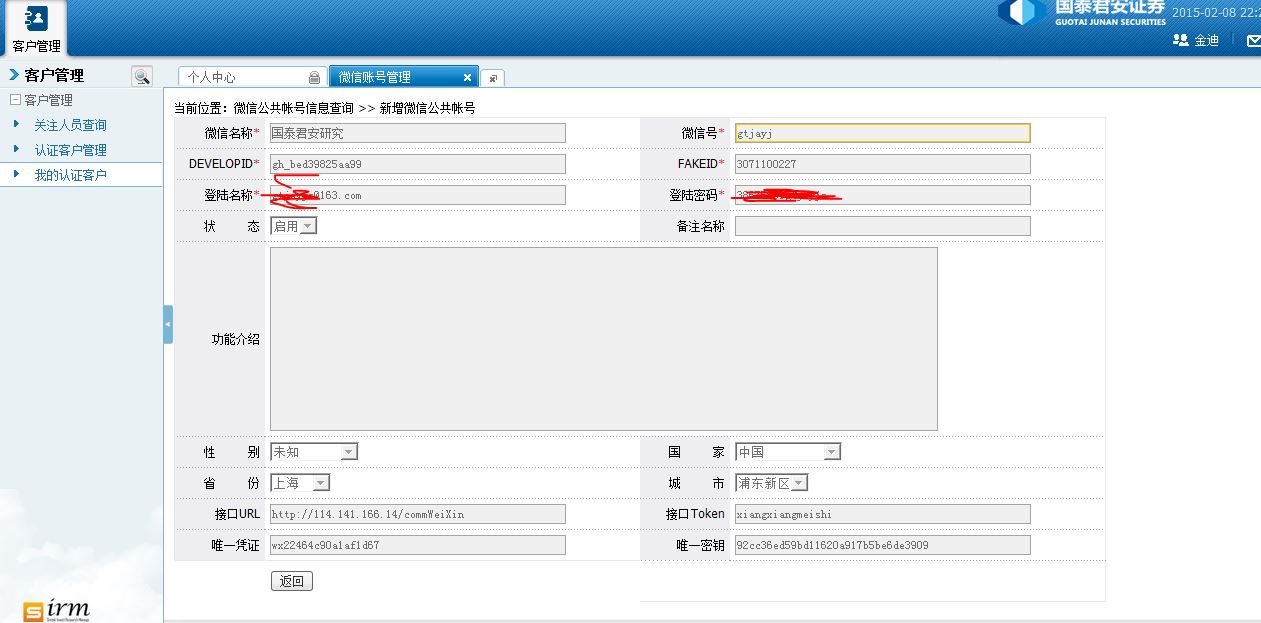 国泰君安证券
GUOTAI JUNAN SECURITIES
2015-02-08 22:2
客户管理
金迪
客户管理
个人中心
微信账号管理
客户管理
关注人员查询
认证客户管理
我的认证客户
当前位置：微信公共帐号信息查询 >> 新增微信公共帐号
微信名称* 国泰君安研究 微信号* gtjayj
DEVELOPID* gh_bed39825aa99 FAKEID* 3071100227
登陆名称* @163.com 登陆密码*
状 态 启用 备注名称
功能介绍
性 别 未知 国 家 中国
省 份 上海 城 市 浦东新区
接口URL http://114.141.166.14/commWeiXin 接口Token xiangxiangmeishi
唯一凭证 wx22464c90a1af1d67 唯一密钥 92cc36ed59bd11620a917b5be6de3909
返回
sirm